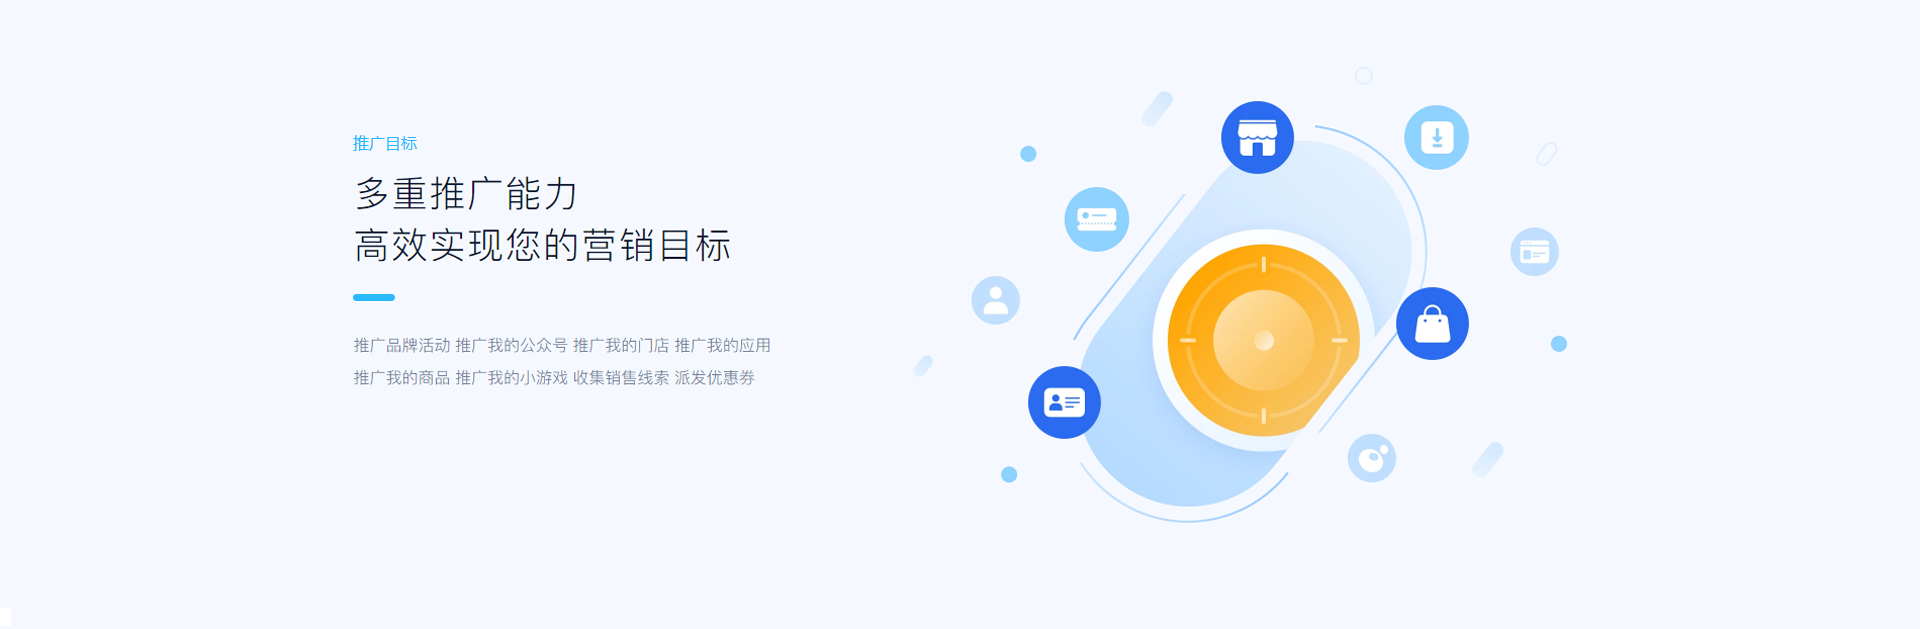 推广目标
多重推广能力
高效实现您的营销目标
推广品牌活动 推广我的公众号 推广我的门店 推广我的应用
推广我的商品 推广我的小游戏 收集销售线索 派发优惠券